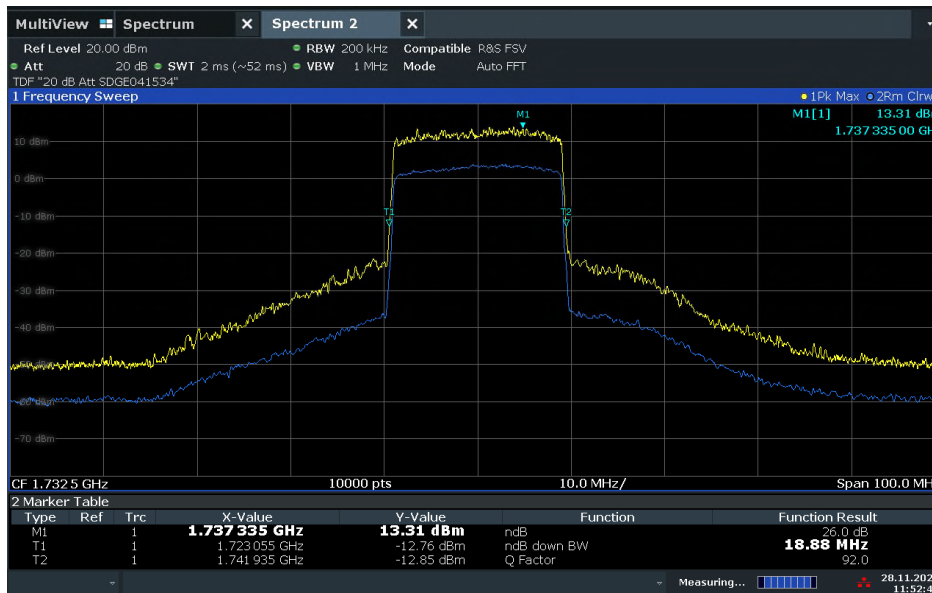 MultiView Spectrum X Spectrum 2 X
Ref Level 20.00 dBm RBW 200 kHz Compatible R&S FSV
Att 20 dB SWT 2 ms (~52 ms) VBW 1 MHz Mode Auto FFT
TDF "20 dB Att SDGE041534"
1 Frequency Sweep 1Pk Max 2Rm Clrw
M1[1] 13.31 dB
1.737 335 00 GH
M1
10 dBm
0 dBm
T1 T2
-10 dBm
-20 dBm
-30 dBm
-40 dBm
-70 dBm
CF 1.732 5 GHz 10000 pts 10.0 MHz/ Span 100.0 MH
2 Marker Table
Type Ref Trc X-Value Y-Value Function Function Result
M1 1 1.737 335 GHz 13.31 dBm ndB 26.0 dB
T1 1 1.723 055 GHz -12.76 dBm ndB down BW 18.88 MHz
T2 1 1.741 935 GHz -12.85 dBm Q Factor 92.0
Measuring... 28.11.202
11:52:4